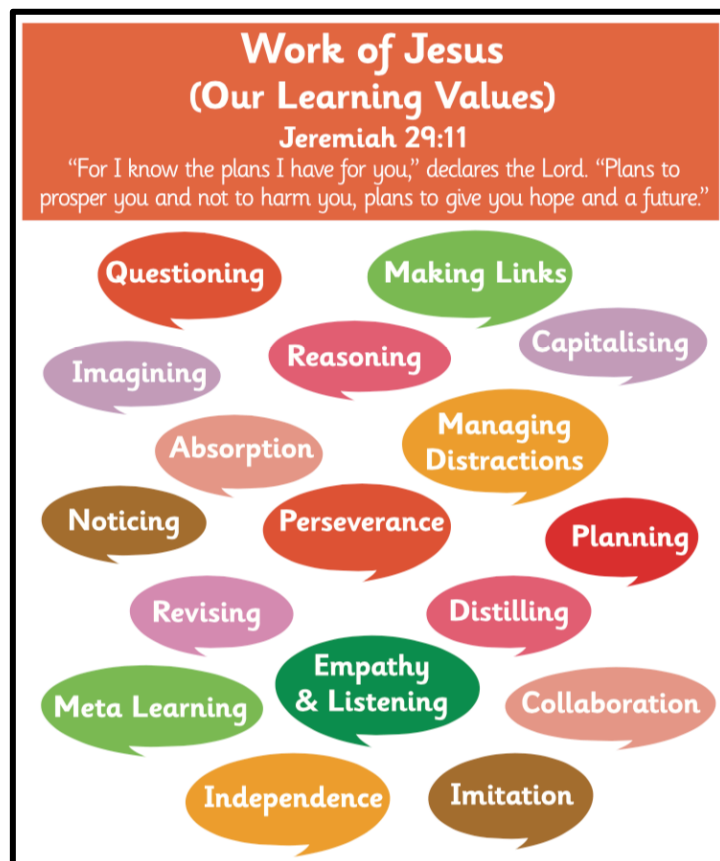 Work of Jesus
(Our Learning Values)
Jeremiah 29:11
“For I know the plans I have for you,” declares the Lord. “Plans to
prosper you and not to harm you, plans to give you hope and a future.”
Questioning
Making Links
Imagining
Reasoning
Capitalising
Absorption
Managing
Distractions
Noticing
Perseverance
Planning
Revising
Distilling
Meta Learning
Empathy
& Listening
Collaboration
Independence
Imitation